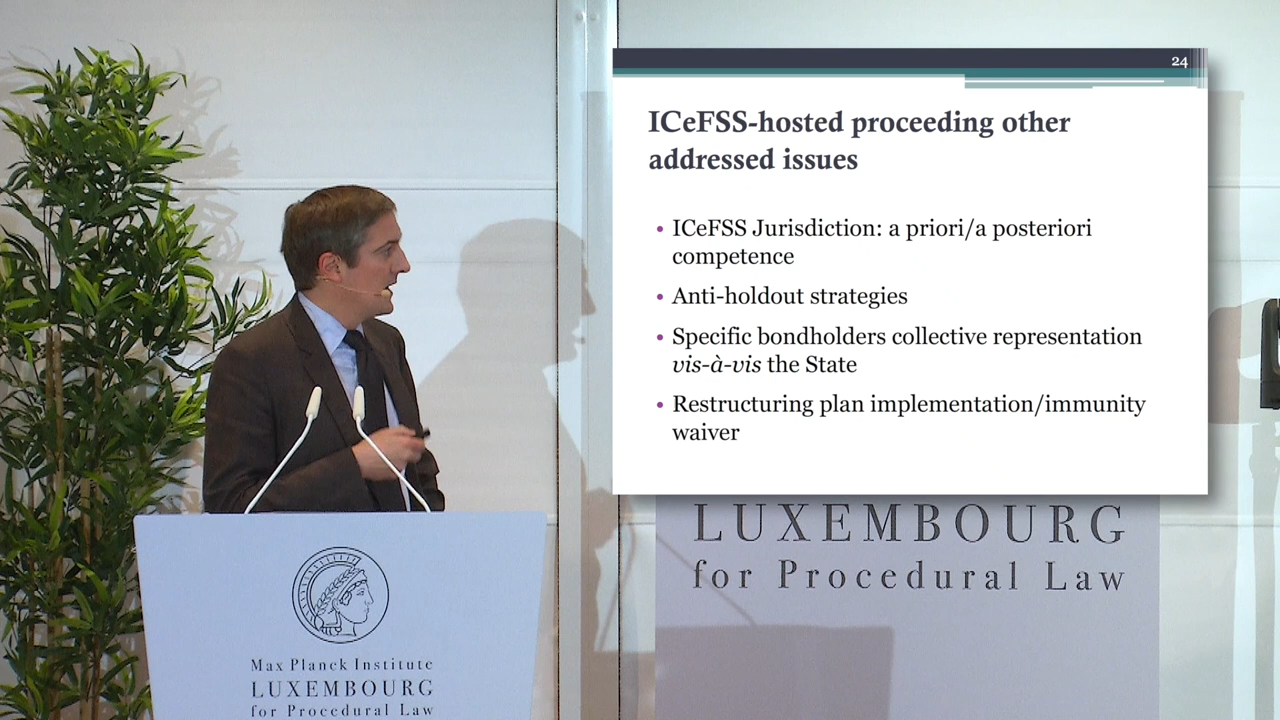 24
ICeFSS-hosted proceeding other
addressed issues
• ICeFSS Jurisdiction: a priori/a posteriori
competence
• Anti-holdout strategies
• Specific bondholders collective representation
vis-à-vis the State
• Restructuring plan implementation/immunity
waiver
LUXEMBOURG
for Procedural Law
Max Planck Institute
LUXEMBOURG
for Procedural Law